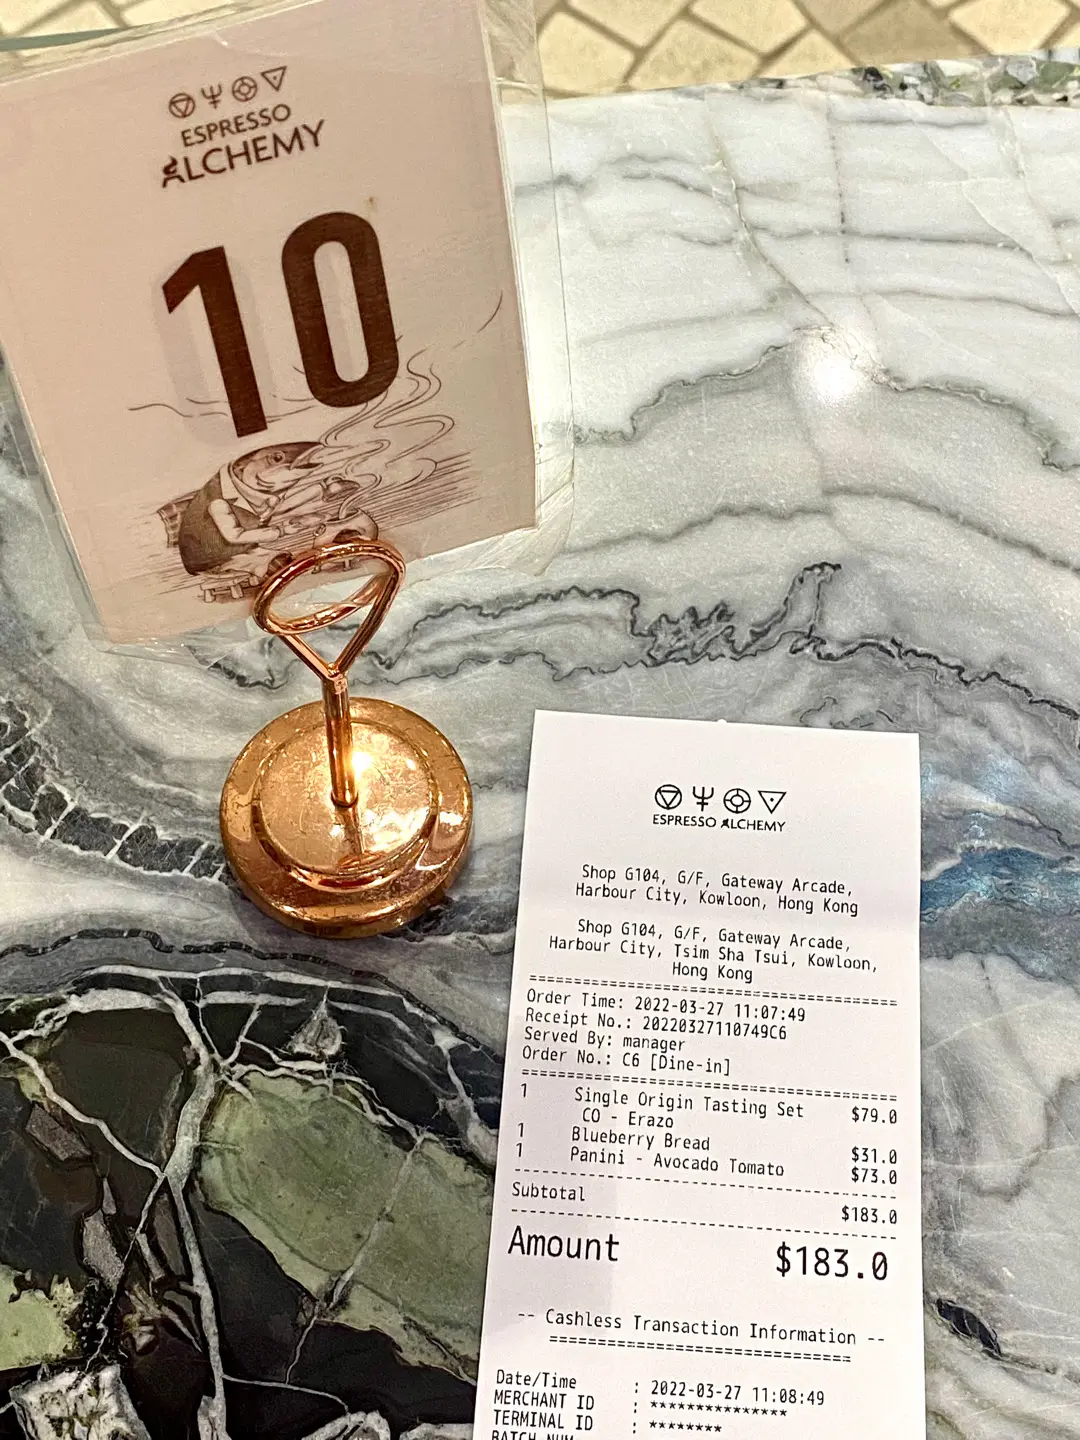 ESPRESSO
ALCHEMY
10
ESPRESSO ALCHEMY
Shop G104, G/F, Gateway Arcade,
Harbour City, Kowloon, Hong Kong
Shop G104, G/F, Gateway Arcade,
Harbour City, Tsim Sha Tsui, Kowloon,
Hong Kong
======================================
Order Time: 2022-03-27 11:07:49
Receipt No.: 20220327110749C6
Served By: manager
Order No.: C6 [Dine-in]
======================================
1 Single Origin Tasting Set $79.0
CO - Erazo
1 Blueberry Bread $31.0
1 Panini - Avocado Tomato $73.0
--------------------------------------
Subtotal $183.0
--------------------------------------
Amount $183.0
-- Cashless Transaction Information --
==============================
Date/Time : 2022-03-27 11:08:49
MERCHANT ID : ***************
TERMINAL ID : ********
BATCH NUM